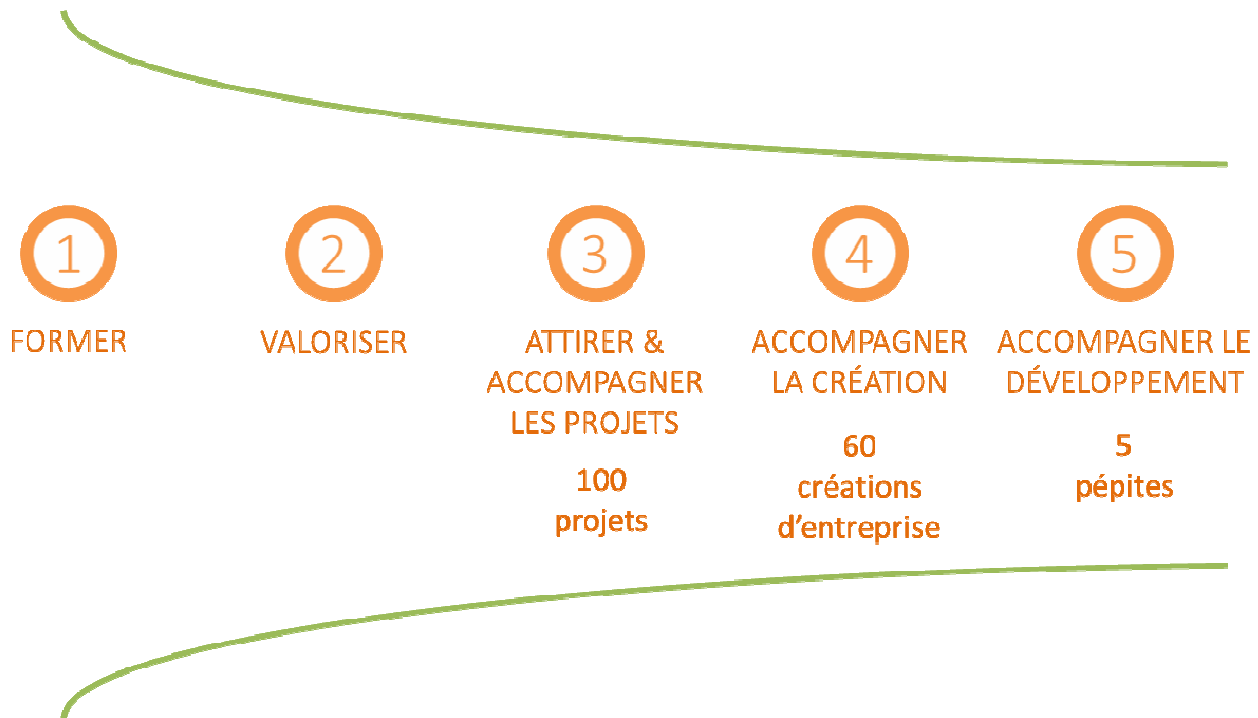 1
FORMER
2
VALORISER
3
ATTIRER &
ACCOMPAGNER
LES PROJETS
100
projets
4
ACCOMPAGNER
LA CRÉATION
60
créations
d'entreprise
5
ACCOMPAGNER LE
DÉVELOPPEMENT
5
pépites